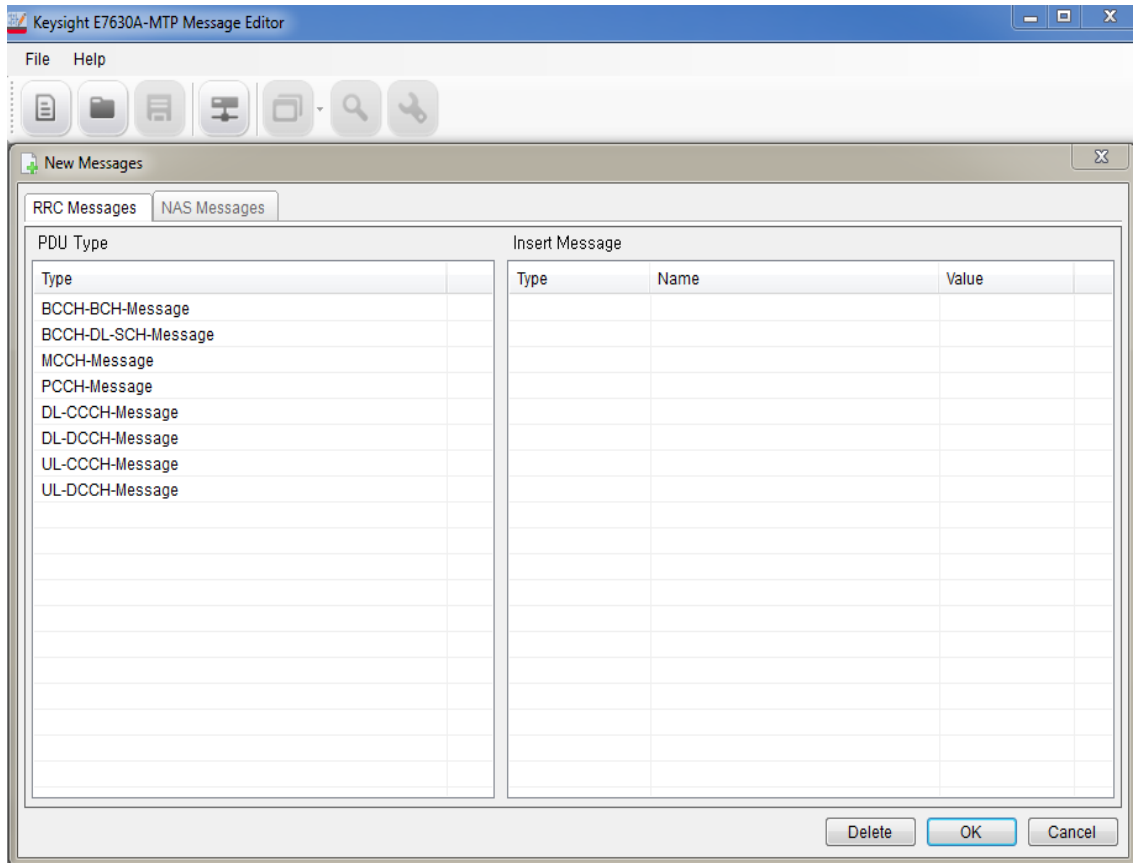 Keysight E7630A-MTP Message Editor
File Help
New Messages
RRC Messages NAS Messages
PDU Type Insert Message
Type Type Name Value
BCCH-BCH-Message
BCCH-DL-SCH-Message
MCCH-Message
PCCH-Message
DL-CCCH-Message
DL-DCCH-Message
UL-CCCH-Message
UL-DCCH-Message
Delete OK Cancel